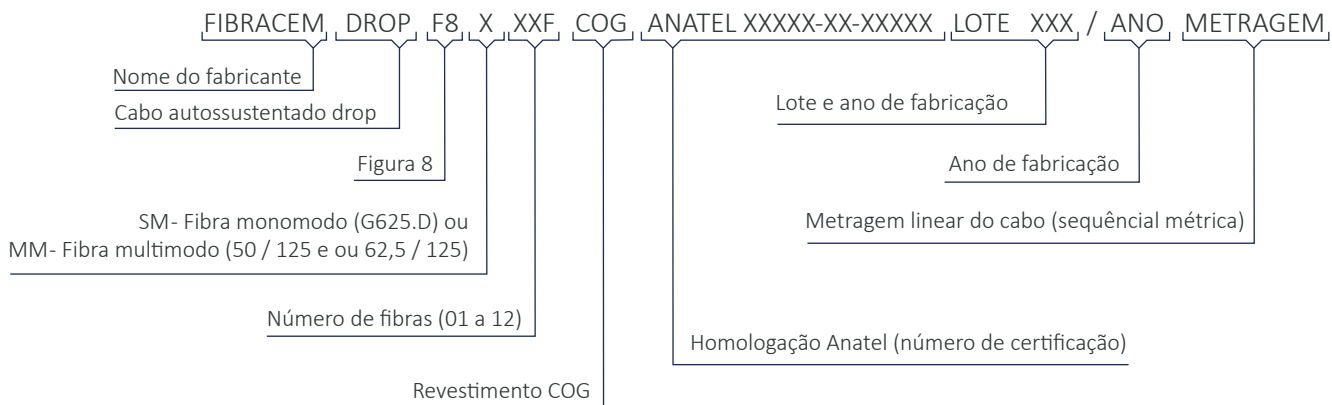 FIBRACEM DROP F8 X XXF COG ANATEL XXXXX-XX-XXXXX LOTE XXX / ANO METRAGEM
Nome do fabricante
Lote e ano de fabricação
Cabo autossustentado drop
Figura 8
Ano de fabricação
SM- Fibra monomodo (G625.D) ou
MM- Fibra multimodo (50 / 125 e ou 62,5 / 125)
Metragem linear do cabo (sequêncial métrica)
Número de fibras (01 a 12)
Homologação Anatel (número de certificação)
Revestimento COG